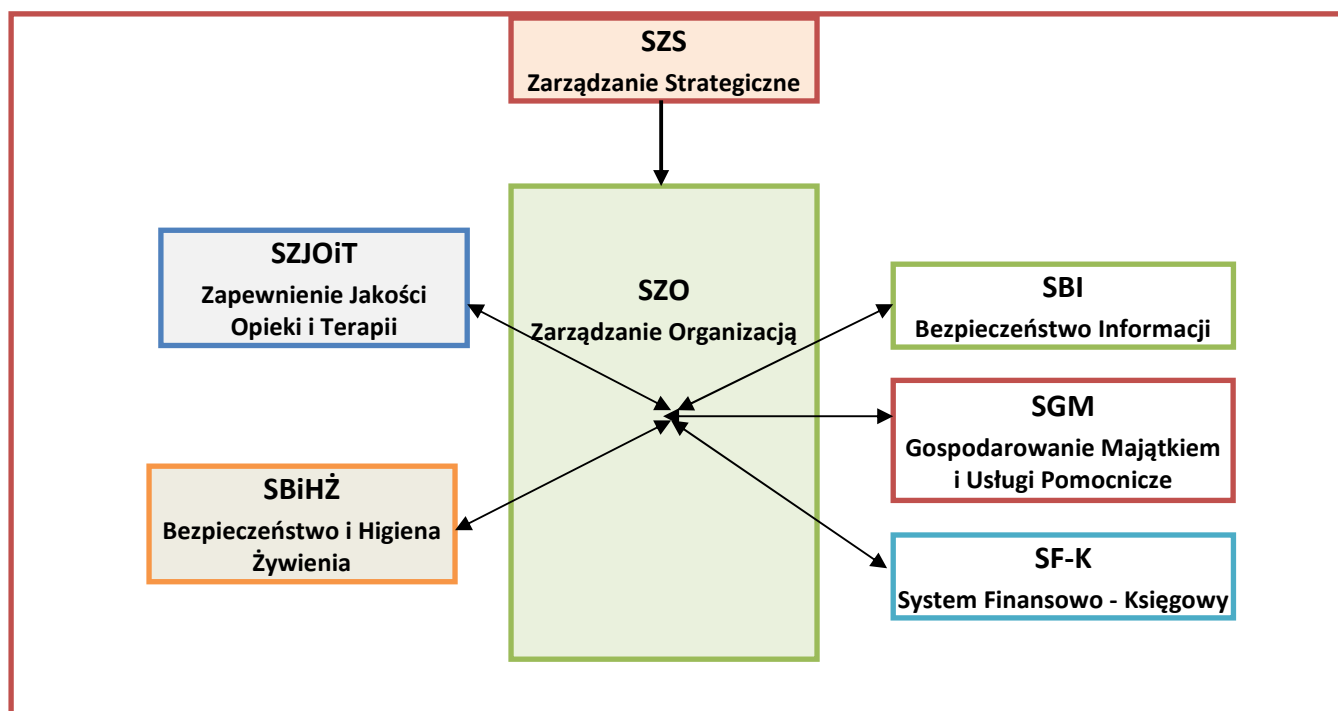 SZS
Zarządzanie Strategiczne
SZJOiT
Zapewnienie Jakości
Opieki i Terapii
SZO
Zarządzanie Organizacją
SBI
Bezpieczeństwo Informacji
SGM
Gospodarowanie Majątkiem
i Usługi Pomocnicze
SBiHŻ
Bezpieczeństwo i Higiena
Żywienia
SF-K
System Finansowo - Księgowy